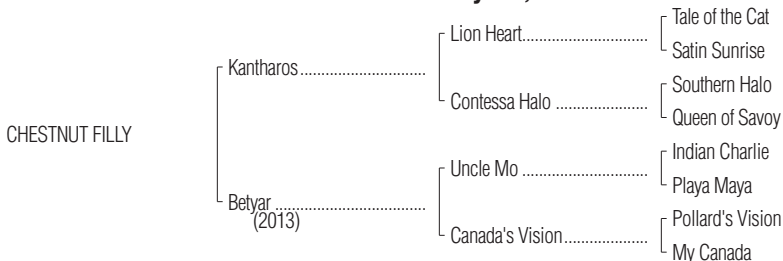 Tale of the Cat
Lion Heart
Satin Sunrise
Kantharos
Southern Halo
Contessa Halo
Queen of Savoy
CHESTNUT FILLY
Indian Charlie
Uncle Mo
Playa Maya
Betyar
(2013)
Pollard's Vision
Canada's Vision
My Canada